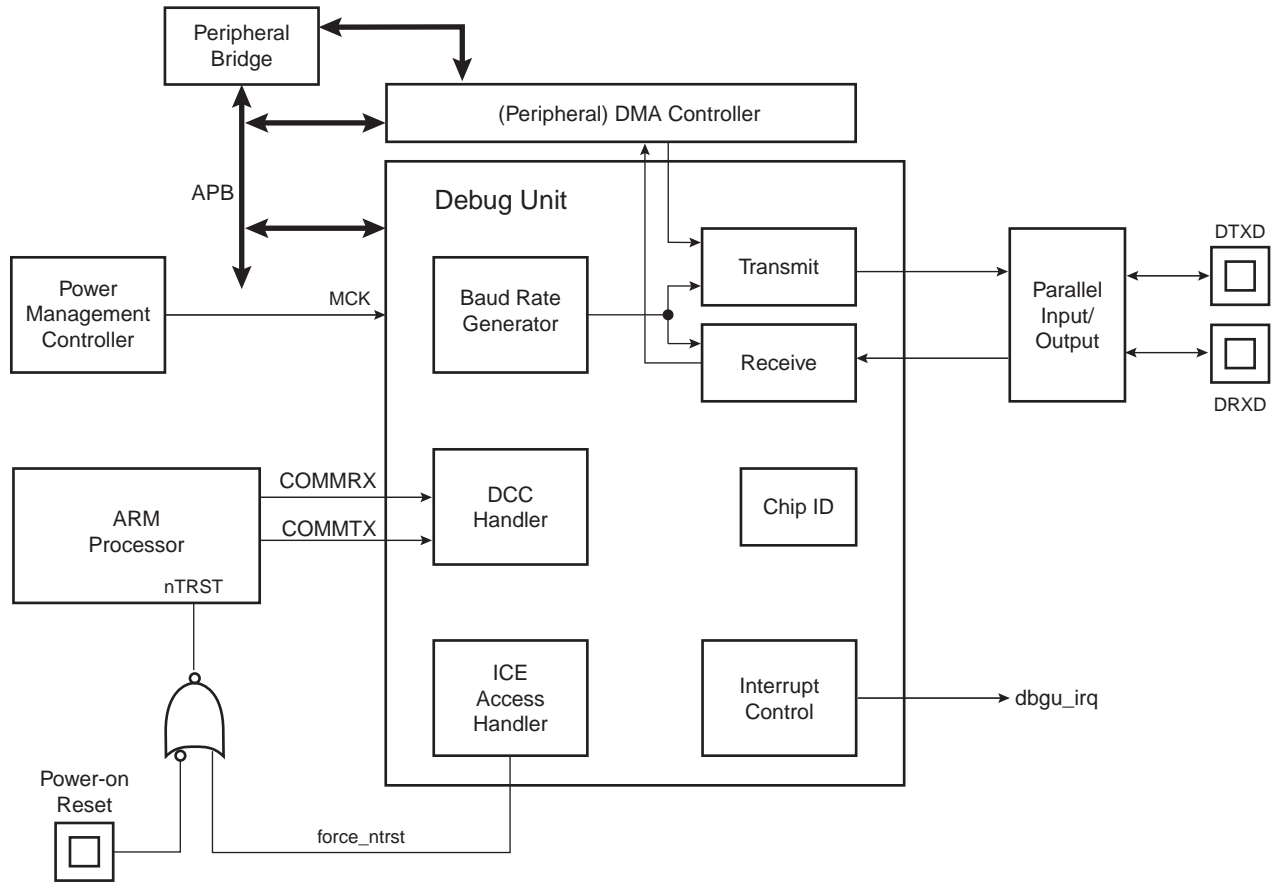 Peripheral
Bridge
(Peripheral) DMA Controller
APB
Debug Unit
Power
Management
Controller
MCK
Baud Rate
Generator
Transmit
Receive
Parallel
Input/
Output
DTXD
DRXD
ARM
Processor
nTRST
COMMRX
COMMTX
DCC
Handler
Chip ID
ICE
Access
Handler
Interrupt
Control
dbgu_irq
Power-on
Reset
force_ntrst